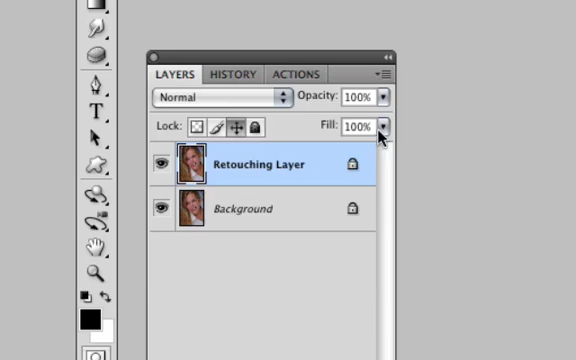 LAYERS HISTORY ACTIONS
Normal Opacity: 100%
Lock: Fill: 100%
Retouching Layer
Background